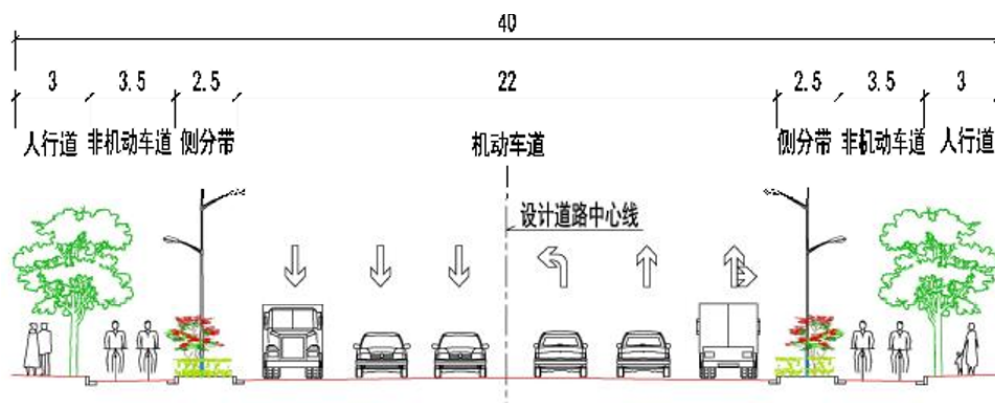 40
3 3.5 2.5 22 2.5 3.5 3
人行道 非机动车道 侧分带 机动车道 侧分带 非机动车道 人行道
设计道路中心线